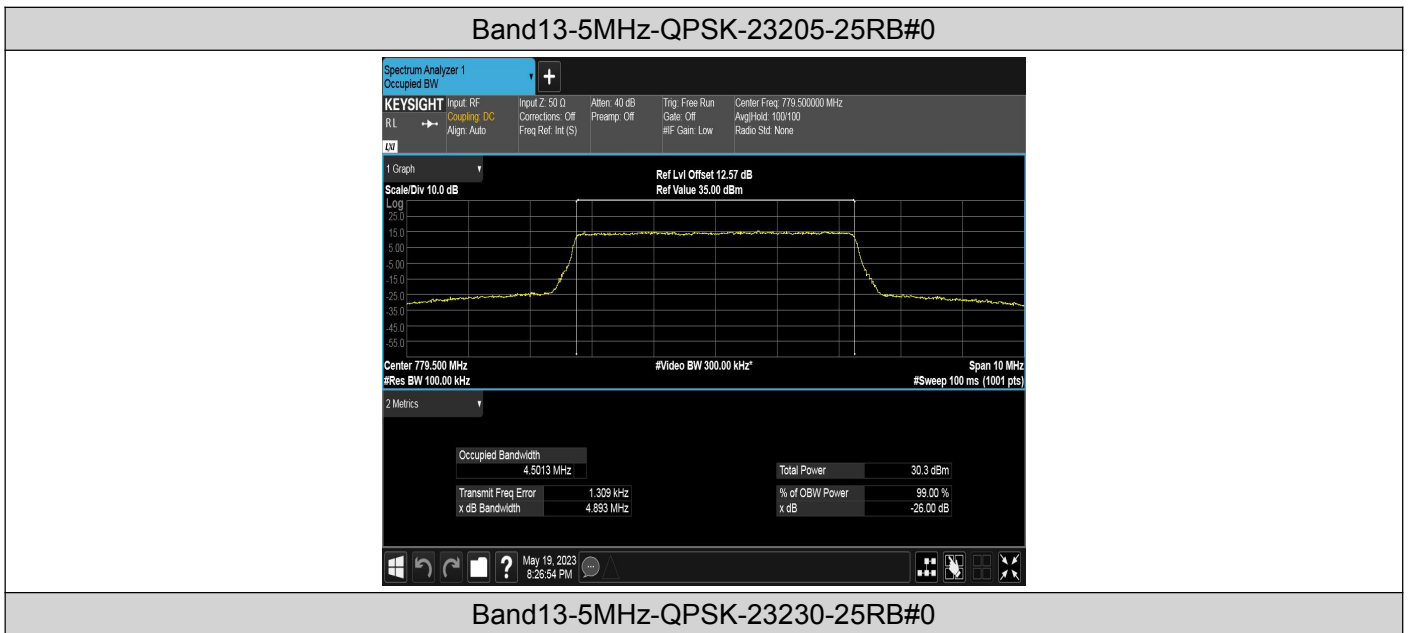 Band13-5MHz-QPSK-23205-25RB#0
Spectrum Analyzer 1
Occupied BW
+
KEYSIGHT
R L
LXI
Input: RF
Coupling: DC
Align: Auto
Input Z: 50 Ω
Corrections: Off
Freq Ref: Int (S)
Atten: 40 dB
Preamp: Off
Trig: Free Run
Gate: Off
#IF Gain: Low
Center Freq: 779.500000 MHz
Avg|Hold: 100/100
Radio Std: None
1 Graph
Scale/Div 10.0 dB
Ref Lvl Offset 12.57 dB
Ref Value 35.00 dBm
Log
25.0
15.0
5.00
-5.00
-15.0
-25.0
-35.0
-45.0
-55.0
Center 779.500 MHz
#Res BW 100.00 kHz
#Video BW 300.00 kHz*
Span 10 MHz
#Sweep 100 ms (1001 pts)
2 Metrics
Occupied Bandwidth
4.5013 MHz
Transmit Freq Error 1.309 kHz
x dB Bandwidth 4.893 MHz
Total Power 30.3 dBm
% of OBW Power 99.00 %
x dB -26.00 dB
?
May 19, 2023
8:26:54 PM
Band13-5MHz-QPSK-23230-25RB#0